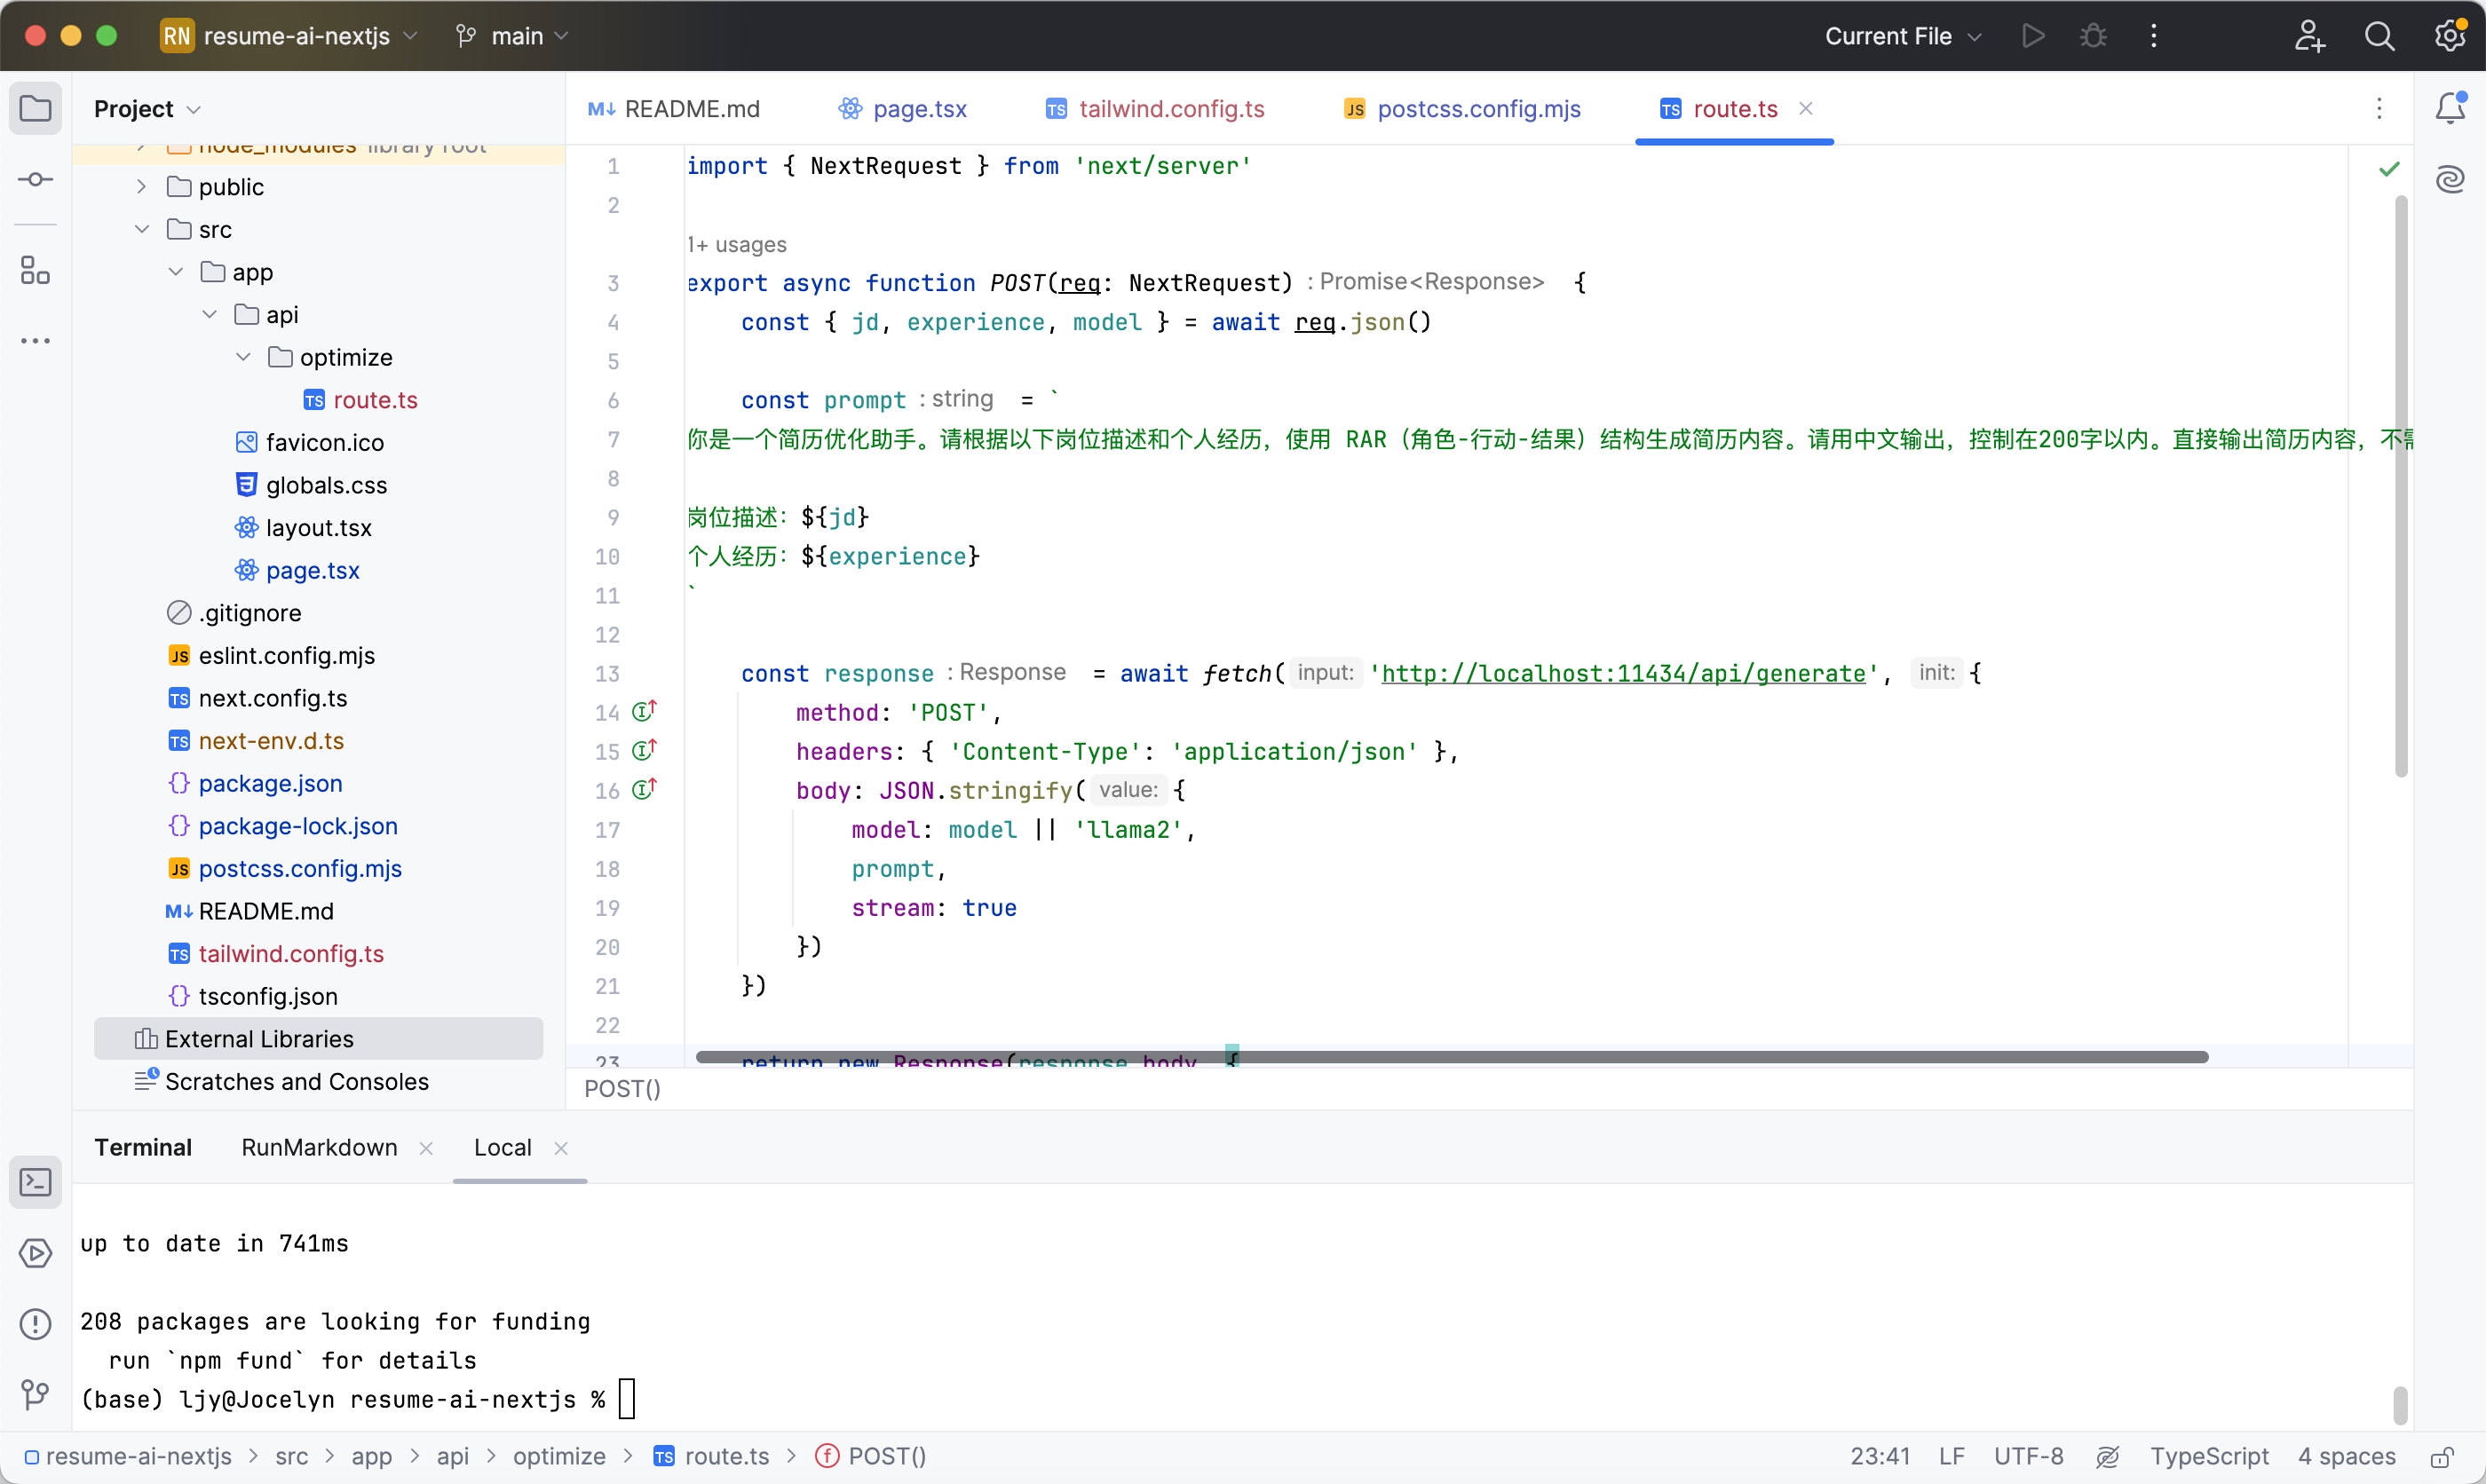 RN resume-ai-nextjs main Current File
Project
README.md page.tsx tailwind.config.ts postcss.config.mjs route.ts
node_modules library root
public
src
app
api
optimize
route.ts
favicon.ico
globals.css
layout.tsx
page.tsx
.gitignore
eslint.config.mjs
next.config.ts
next-env.d.ts
package.json
package-lock.json
postcss.config.mjs
README.md
tailwind.config.ts
tsconfig.json
External Libraries
Scratches and Consoles
1 import { NextRequest } from 'next/server'
2
1+ usages
3 export async function POST(req: NextRequest) : Promise<Response> {
4 const { jd, experience, model } = await req.json()
5
6 const prompt : string = `
7 你是一个简历优化助手。请根据以下岗位描述和个人经历，使用 RAR（角色-行动-结果）结构生成简历内容。请用中文输出，控制在200字以内。直接输出简历内容，不需
8
9 岗位描述：${jd}
10 个人经历：${experience}
11 `
12
13 const response : Response = await fetch( input: 'http://localhost:11434/api/generate', init: {
14 method: 'POST',
15 headers: { 'Content-Type': 'application/json' },
16 body: JSON.stringify( value: {
17 model: model || 'llama2',
18 prompt,
19 stream: true
20 })
21 })
22
23 return new Response(response.body, {
POST()
Terminal RunMarkdown Local
up to date in 741ms
208 packages are looking for funding
run `npm fund` for details
(base) ljy@Jocelyn resume-ai-nextjs %
resume-ai-nextjs > src > app > api > optimize > route.ts > POST() 23:41 LF UTF-8 TypeScript 4 spaces